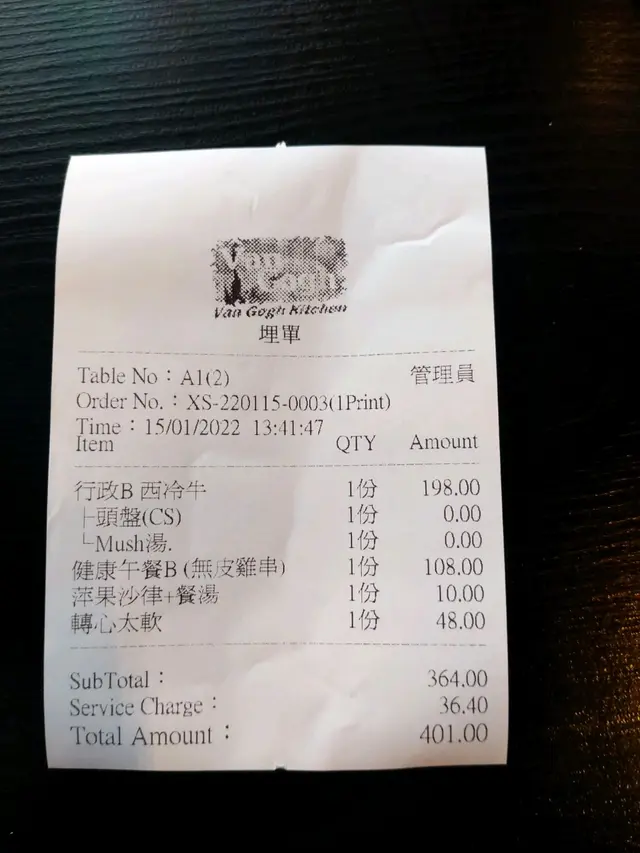 Van Gogh
Van Gogh Kitchen
埋單
Table No：A1(2) 管理員
Order No.：XS-220115-0003(1Print)
Time：15/01/2022 13:41:47
Item QTY Amount
行政B 西冷牛 1份 198.00
├頭盤(CS) 1份 0.00
└Mush湯. 1份 0.00
健康午餐B (無皮雞串) 1份 108.00
萍果沙律+餐湯 1份 10.00
轉心太軟 1份 48.00
SubTotal： 364.00
Service Charge： 36.40
Total Amount： 401.00